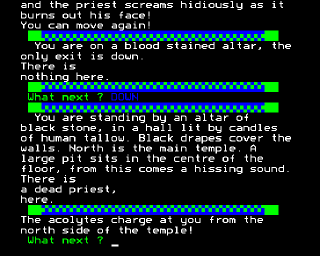 and the priest screams hidiously as it
burns out his face!
You can move again!
You are on a blood stained altar, the
only exit is down.
There is
nothing here.
What next ? DOWN
You are standing by an altar of
black stone, in a hall lit by candles
of human tallow. Black drapes cover the
walls. North is the main temple. A
large pit sits in the centre of the
floor, from this comes a hissing sound.
There is
a dead priest,
here.
The acolytes charge at you from the
north side of the temple!
What next ? _